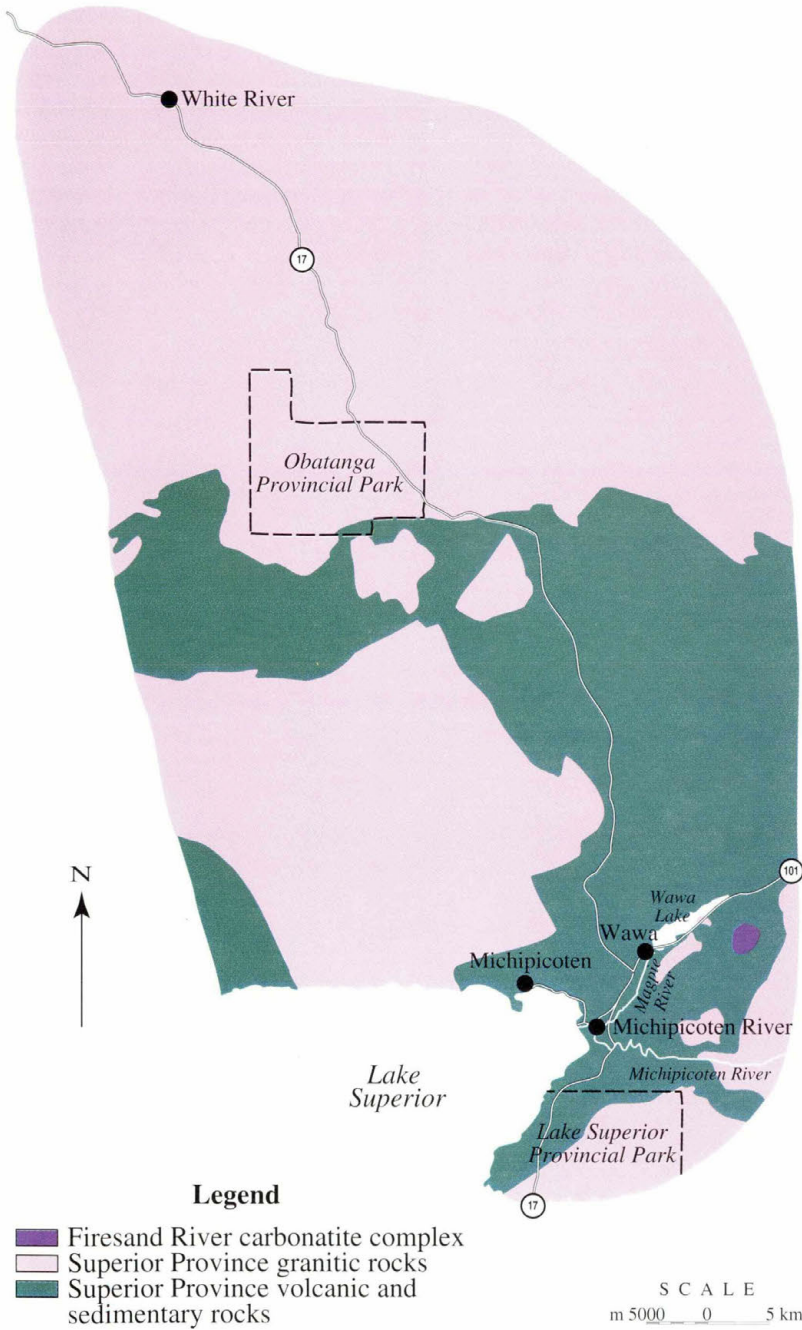 White River
17
Obatanga
Provincial Park
N
101
Wawa
Lake
Wawa
Michipicoten
Magpie
River
Michipicoten River
Michipicoten River
Lake
Superior
Lake Superior
Provincial Park
17
Legend
Firesand River carbonatite complex
Superior Province granitic rocks
Superior Province volcanic and
sedimentary rocks
SCALE
m 5000 0 5 km